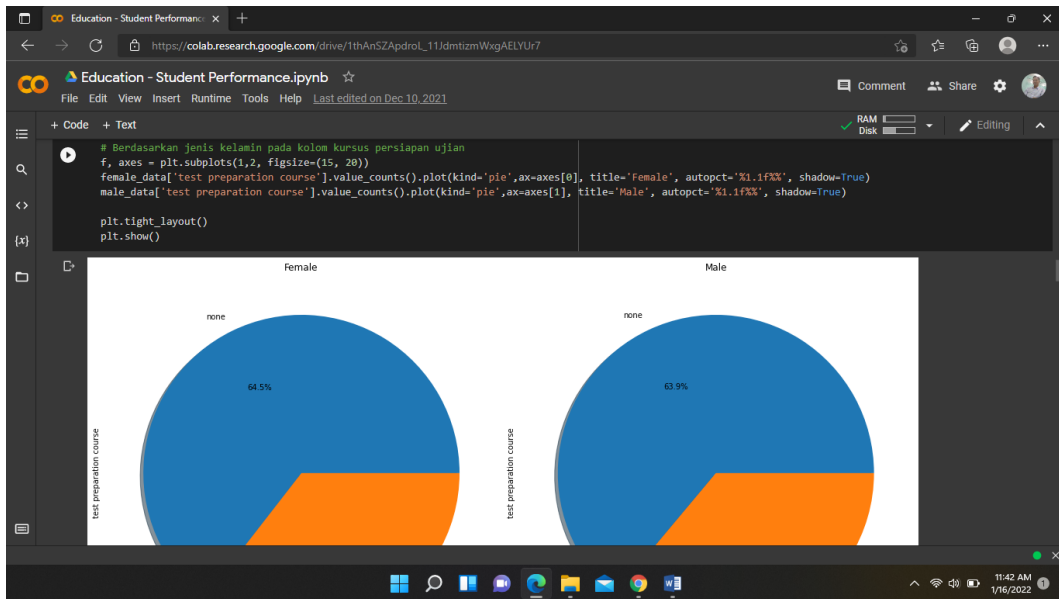 Education - Student Performanc
https://colab.research.google.com/drive/1thAnSZApdroL_11JdmtizmWxgAELYUr7
Education - Student Performance.ipynb
Comment
Share
File Edit View Insert Runtime Tools Help Last edited on Dec 10, 2021
+ Code + Text
RAM
Disk
Editing
# Berdasarkan jenis kelamin pada kolom kursus persiapan ujian
f, axes = plt.subplots(1,2, figsize=(15, 20))
female_data['test preparation course'].value_counts().plot(kind='pie',ax=axes[0], title='Female', autopct='%1.1f%%', shadow=True)
male_data['test preparation course'].value_counts().plot(kind='pie',ax=axes[1], title='Male', autopct='%1.1f%%', shadow=True)
plt.tight_layout()
plt.show()
{x}
Female
Male
none
none
64.5%
63.9%
test preparation course
test preparation course
11:42 AM
1/16/2022
1